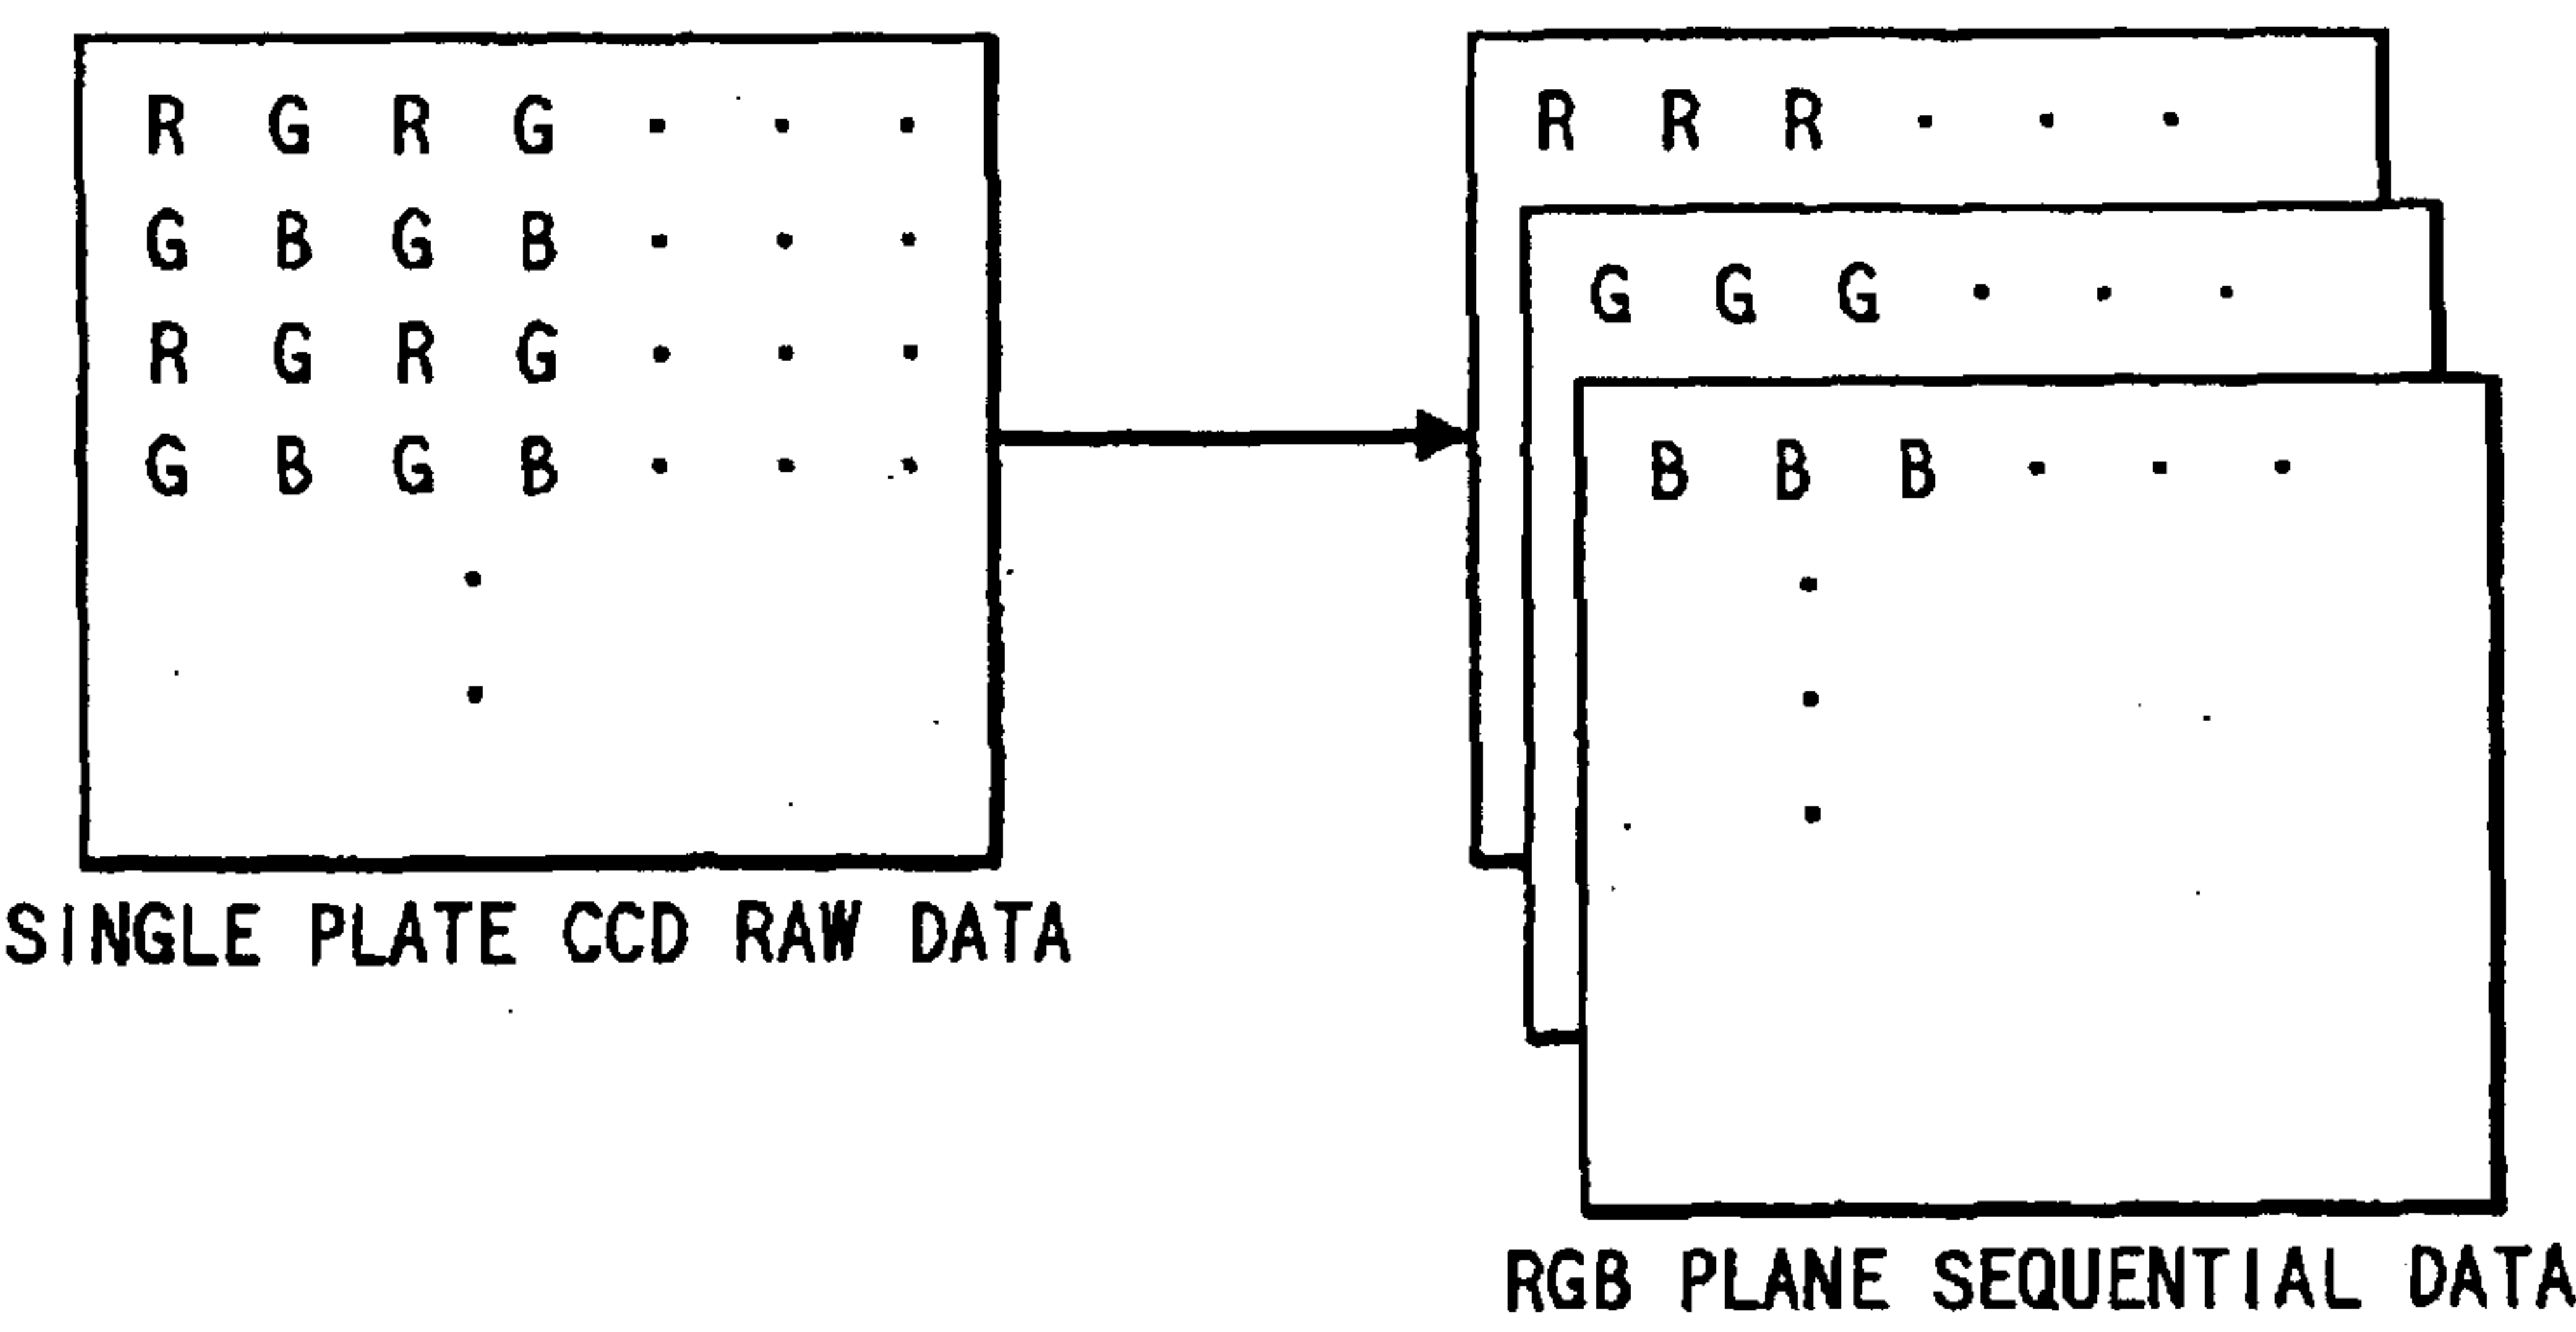 R G R G · · ·
G B G B · · ·
R G R G · · ·
G B G B · · ·
·
·
SINGLE PLATE CCD RAW DATA
R R R · · ·
G G G · · ·
B B B · · ·
·
·
·
RGB PLANE SEQUENTIAL DATA